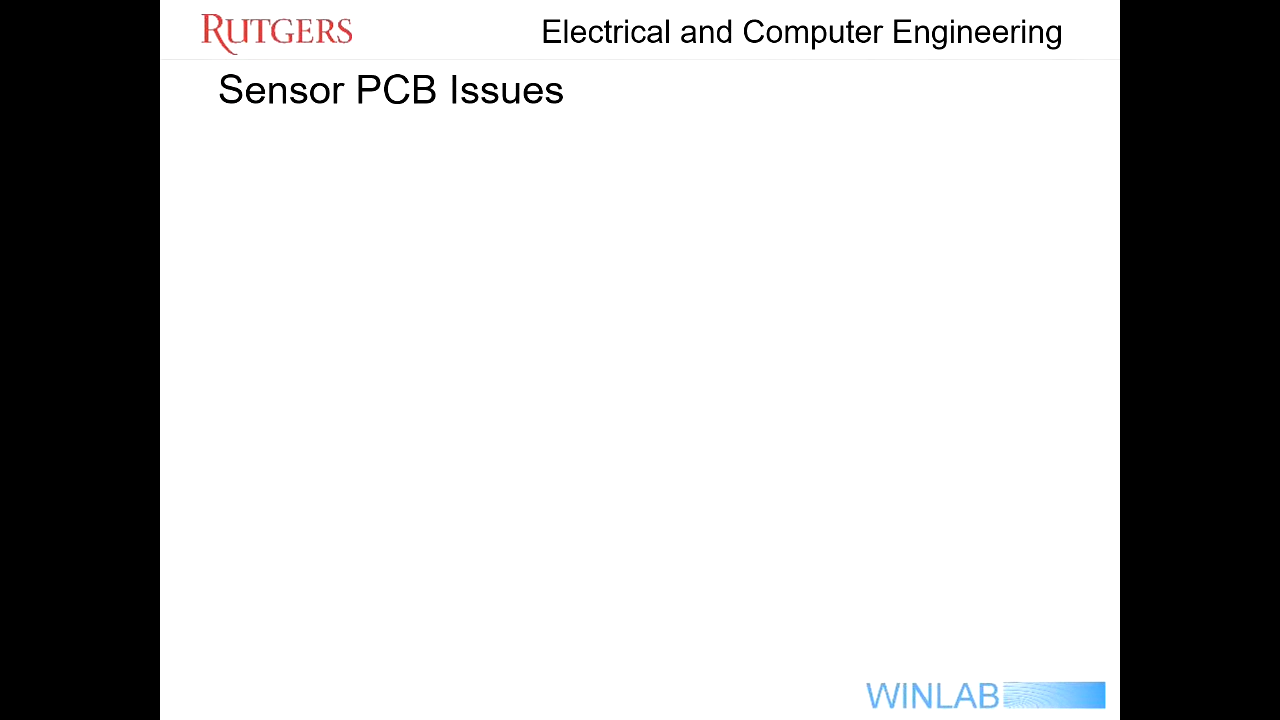 RUTGERS
Electrical and Computer Engineering
Sensor PCB Issues
WINLAB